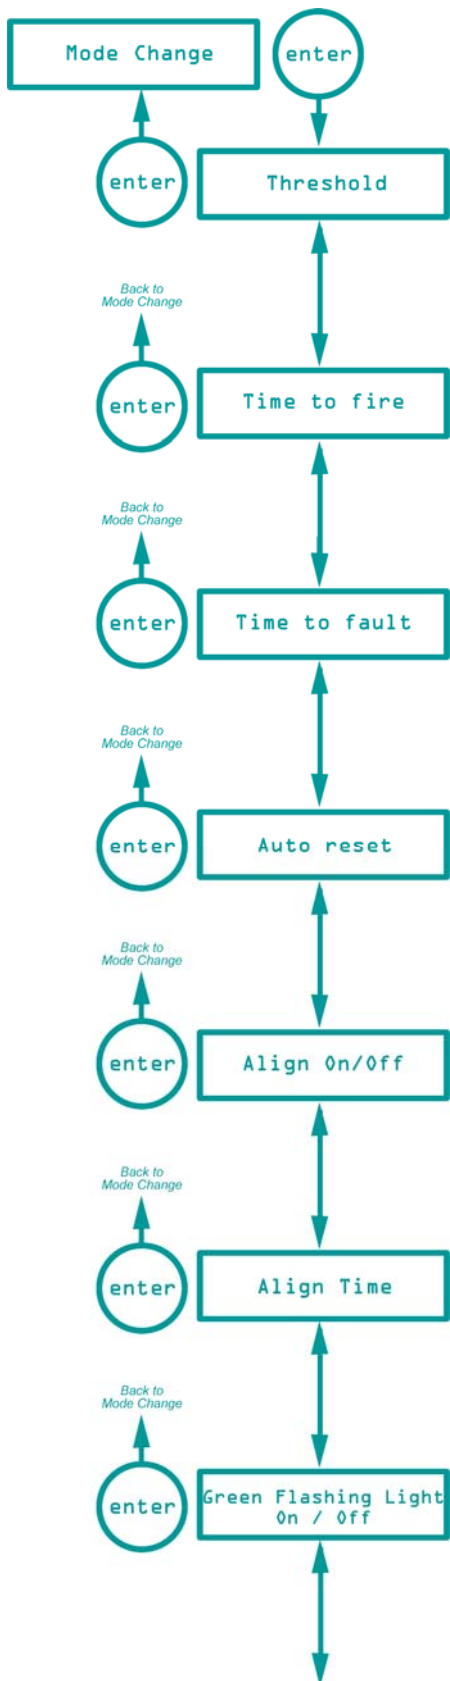 Mode Change
enter
enter
Threshold
Back to
Mode Change
enter
Time to fire
Back to
Mode Change
enter
Time to fault
Back to
Mode Change
enter
Auto reset
Back to
Mode Change
enter
Align On/Off
Back to
Mode Change
enter
Align Time
Back to
Mode Change
enter
Green Flashing Light
On / Off